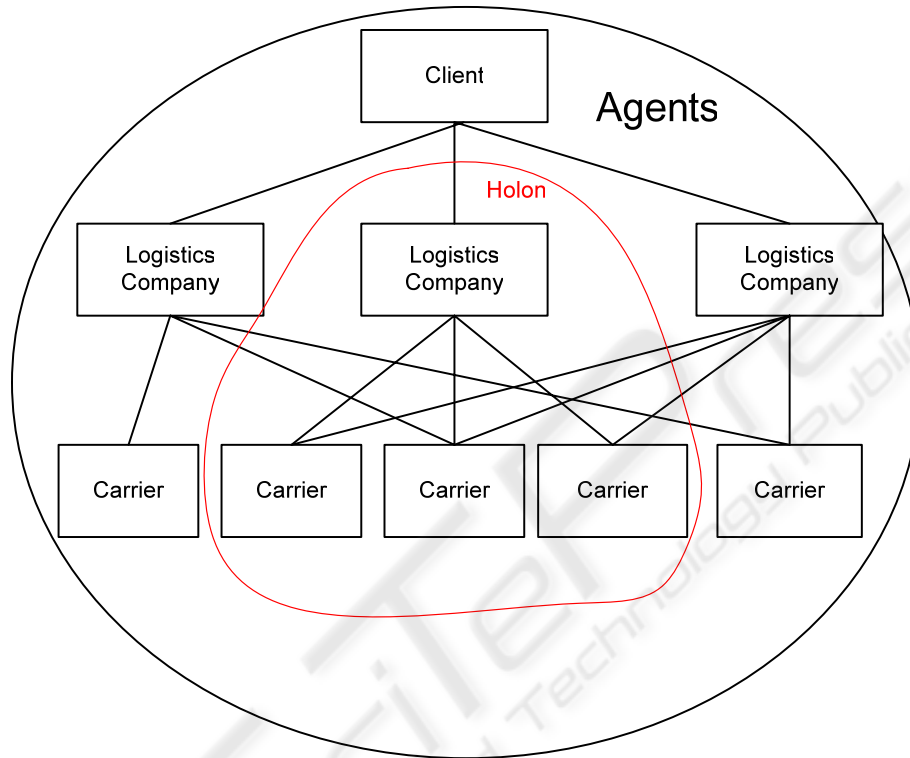 Client
Agents
Holon
Logistics
Company
Logistics
Company
Logistics
Company
Carrier
Carrier
Carrier
Carrier
Carrier